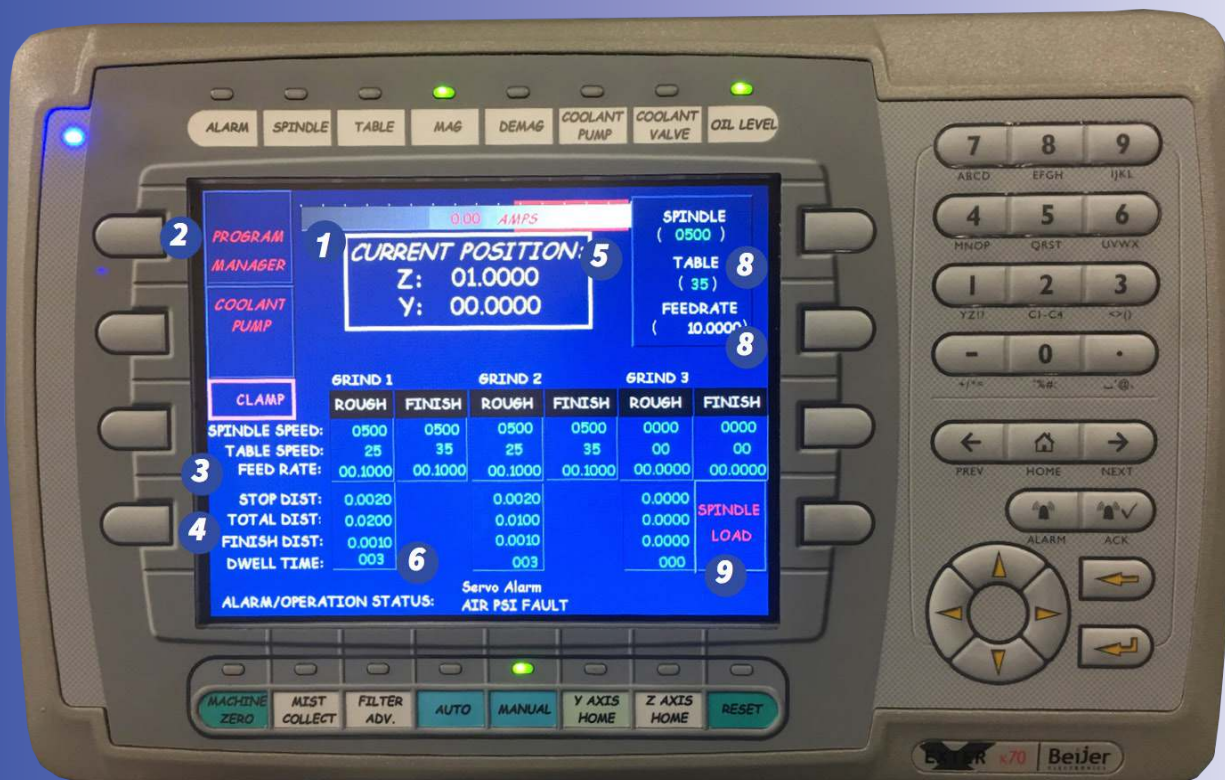 ALARM SPINDLE TABLE MAG DEMAG COOLANT PUMP COOLANT VALVE OIL LEVEL
2 PROGRAM MANAGER
COOLANT PUMP
CLAMP
0.00 AMPS
1
CURRENT POSITION: 5
Z: 01.0000
Y: 00.0000
SPINDLE
( 0500 )
TABLE 8
( 35 )
FEEDRATE
( 10.0000)
8
GRIND 1 GRIND 2 GRIND 3
ROUGH FINISH ROUGH FINISH ROUGH FINISH
SPINDLE SPEED: 0500 0500 0500 0500 0000 0000
TABLE SPEED: 25 35 25 35 00 00
3 FEED RATE: 00.1000 00.1000 00.1000 00.1000 00.0000 00.0000
STOP DIST: 0.0020 0.0020 0.0000
4 TOTAL DIST: 0.0200 0.0100 0.0000
FINISH DIST: 0.0010 0.0010 0.0000
DWELL TIME: 003 6 003 000
SPINDLE
LOAD
9
Servo Alarm
ALARM/OPERATION STATUS: AIR PSI FAULT
MACHINE ZERO MIST COLLECT FILTER ADV. AUTO MANUAL Y AXIS HOME Z AXIS HOME RESET
7 8 9
ABCD EFGH IJKL
4 5 6
MNOP QRST UVWX
1 2 3
YZ!? C1-C4 <>()
- 0 .
+/*= °%#:
PREV HOME NEXT
ALARM ACK
EXTER K70 Beijer
ELECTRONICS